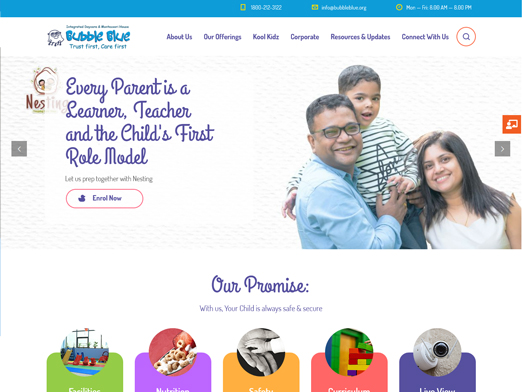 1800-212-3122
info@bubbleblue.org
Mon — Fri: 8.00 AM — 8.00 PM
Integrated Daycare & Montessori House
Bubble Blue
Trust first, Care first
About Us
Our Offerings
Kool Kidz
Corporate
Resources & Updates
Connect With Us
Nesting
Every Parent is a
Learner, Teacher
and the Child's First
Role Model
Let us prep together with Nesting
Enrol Now
Our Promise:
With us, Your Child is always safe & secure
Facilities
Nutrition
Safety
Curriculum
Live Video